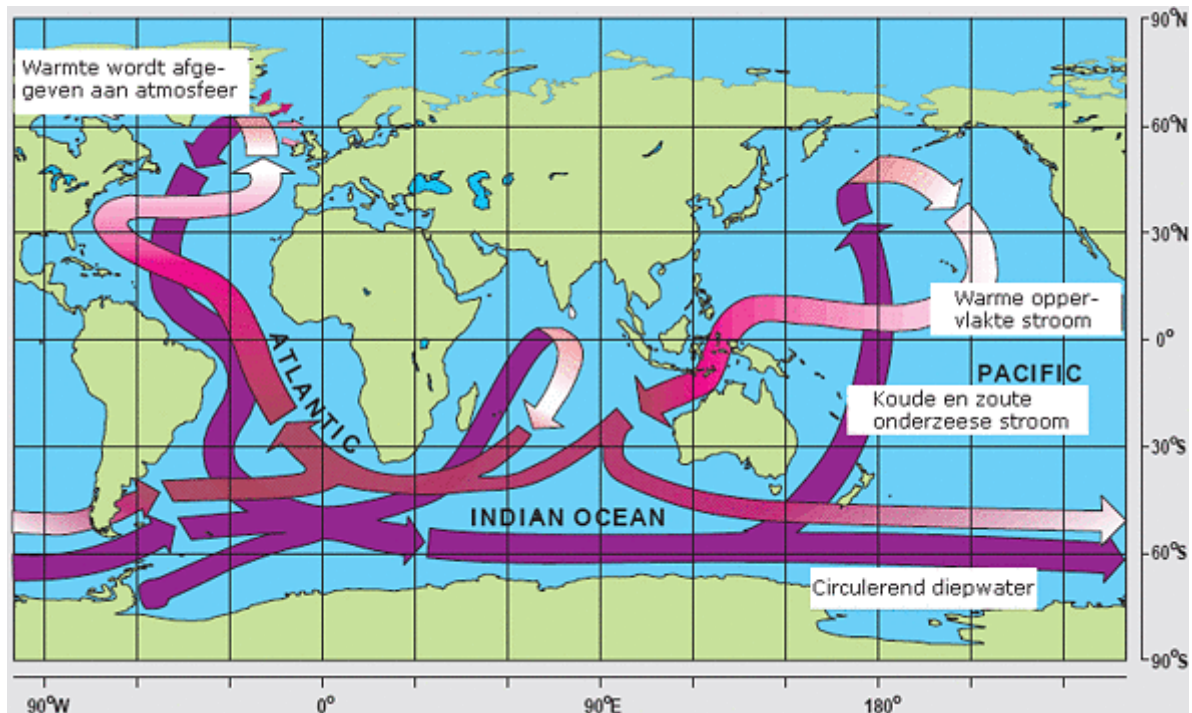 90°N
Warmte wordt afge-
geven aan atmosfeer
60°N
30°N
Warme opper-
vlakte stroom
0°
ATLANTIC
PACIFIC
Koude en zoute
onderzeese stroom
30°S
INDIAN OCEAN
60°S
Circulerend diepwater
90°S
90°W
0°
90°E
180°